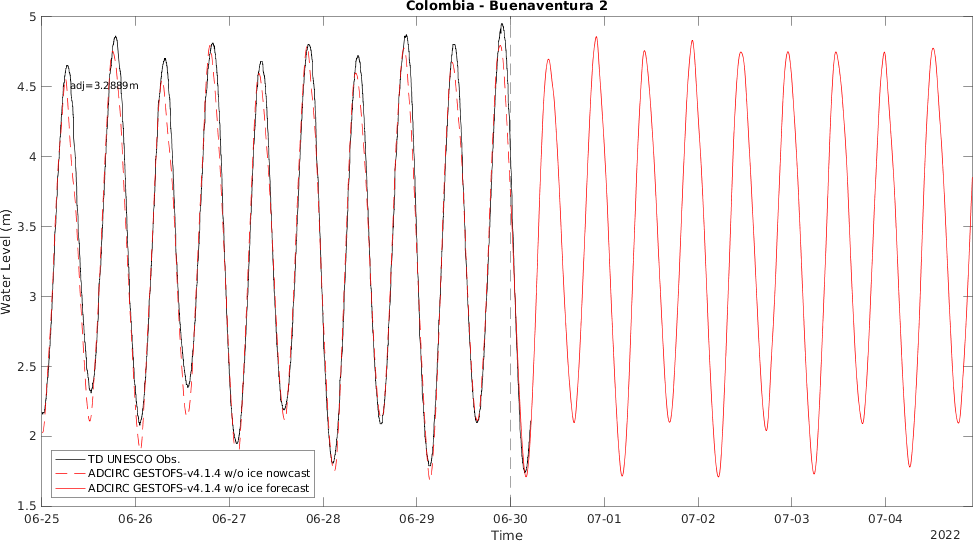 Colombia - Buenaventura 2
5
4.5
4
3.5
3
2.5
2
1.5
Water Level (m)
adj=3.2889m
TD UNESCO Obs.
ADCIRC GESTOFS-v4.1.4 w/o ice nowcast
ADCIRC GESTOFS-v4.1.4 w/o ice forecast
06-25 06-26 06-27 06-28 06-29 06-30 07-01 07-02 07-03 07-04
Time
2022